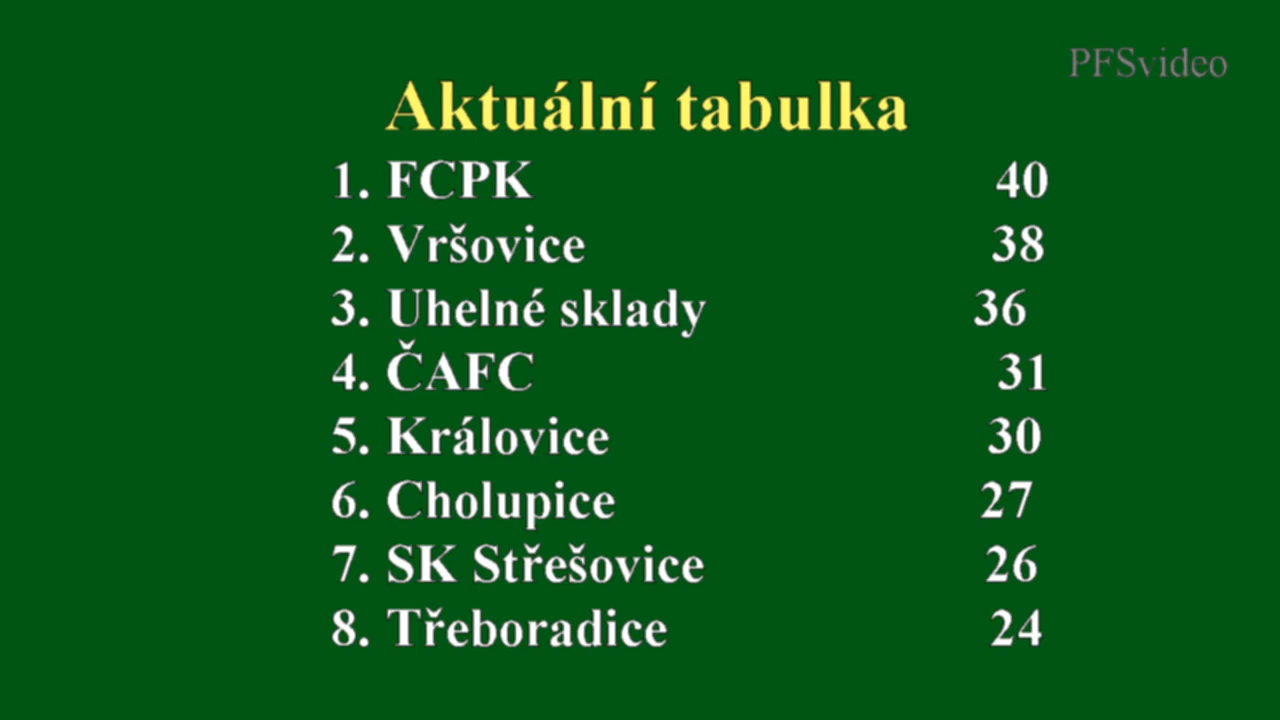 PFSvideo
Aktuální tabulka
1. FCPK 40
2. Vršovice 38
3. Uhelné sklady 36
4. ČAFC 31
5. Královice 30
6. Cholupice 27
7. SK Střešovice 26
8. Třeboradice 24